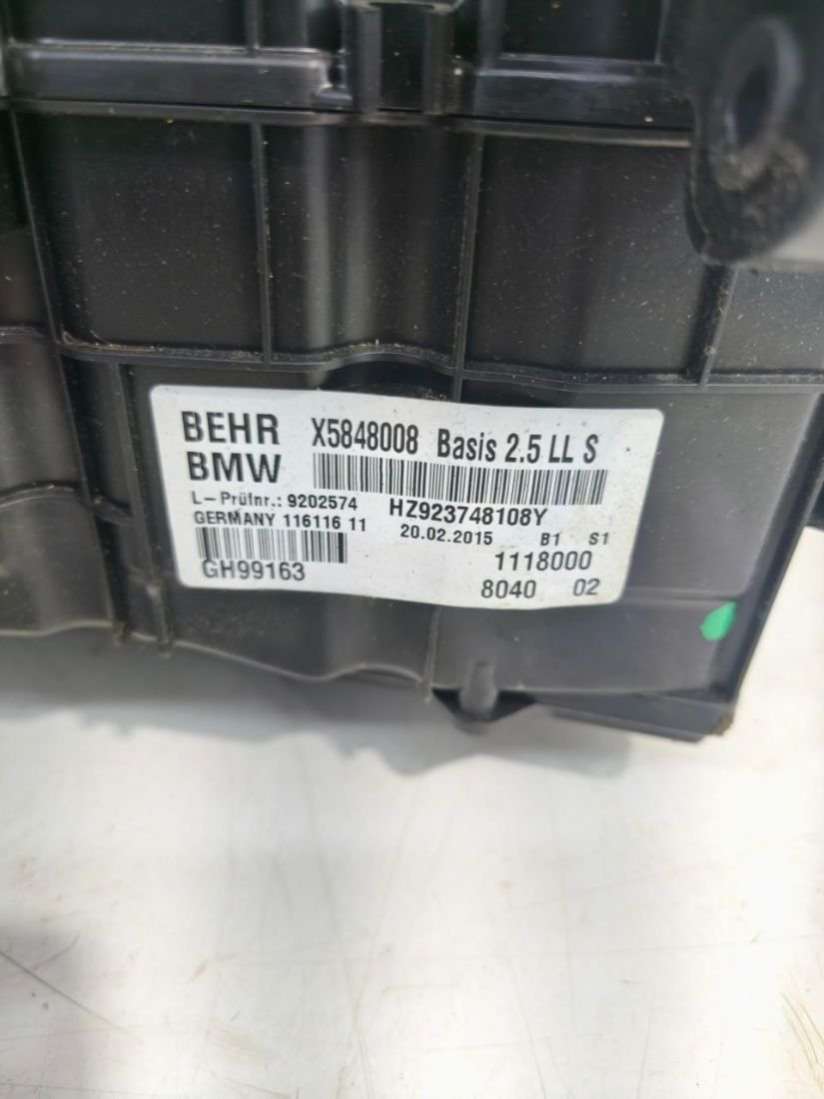 BEHR X5848008 Basis 2.5 LL S
BMW
L-Prüfnr.: 9202574 HZ923748108Y
GERMANY 116116 11 20.02.2015 B1 S1
1118000
GH99163 8040 02